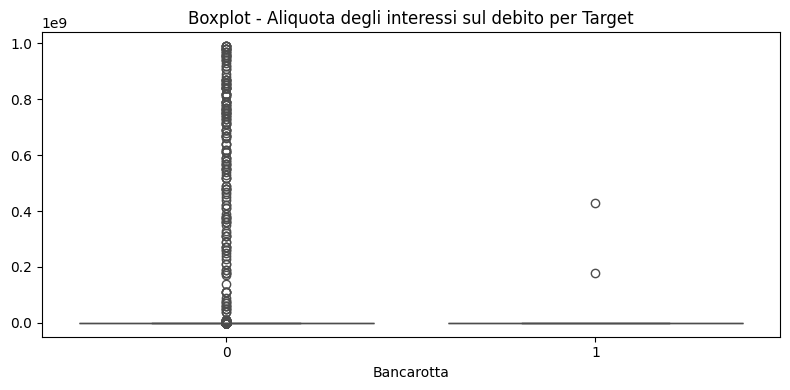 Boxplot - Aliquota degli interessi sul debito per Target
1e9
1.0
0.8
0.6
0.4
0.2
0.0
0 1
Bancarotta